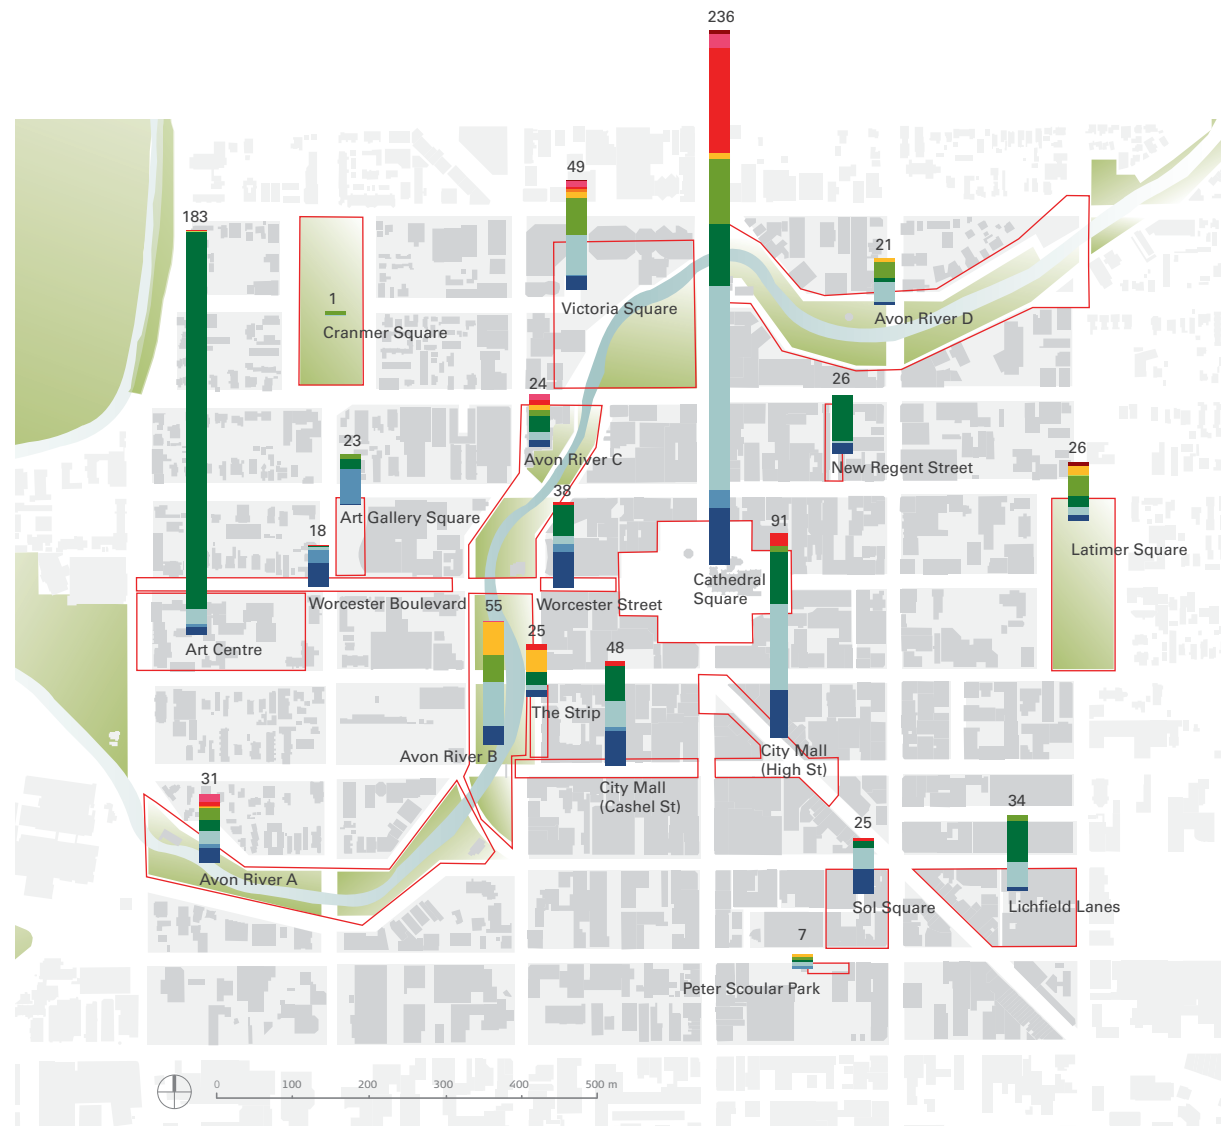 236
49
183
21
1
Cranmer Square
Victoria Square
Avon River D
24
26
23
Avon River C
New Regent Street
26
38
Art Gallery Square
18
91
Latimer Square
Worcester Boulevard
Worcester Street
Cathedral
Square
55
25
48
Art Centre
The Strip
Avon River B
City Mall
(High St)
31
City Mall
(Cashel St)
34
25
Avon River A
Sol Square
Lichfield Lanes
7
Peter Scoular Park
0 100 200 300 400 500 m